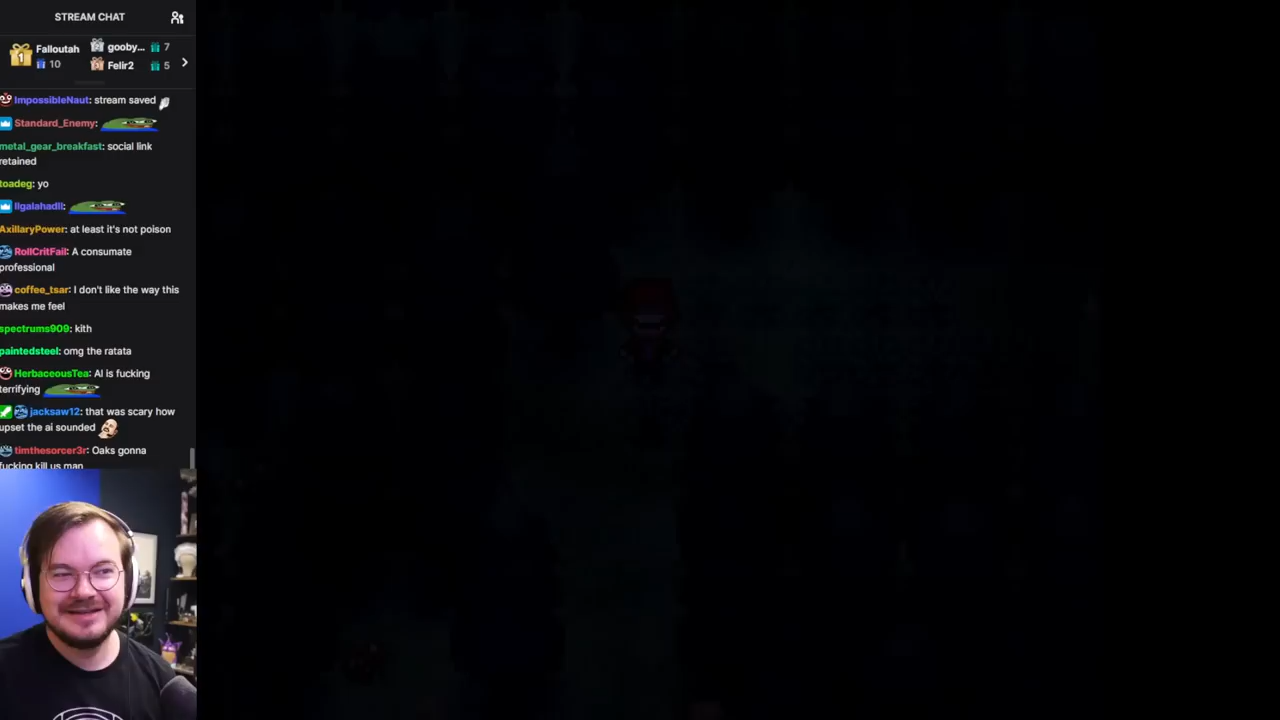 STREAM CHAT
1
Falloutah
10
2
gooby...
7
3
Felir2
5
ImpossibleNaut: stream saved
Standard_Enemy:
metal_gear_breakfast: social link
retained
toadeg: yo
AxillaryPower: at least it's not poison
RollCritFail: A consumate
professional
coffee_tsar: I don't like the way this
makes me feel
spectrums909: kith
paintedsteel: omg the ratata
HerbaceousTea: AI is fucking
terrifying
jacksaw12: that was scary how
upset the ai sounded
timthesorcer3r: Oaks gonna
fucking kill us man